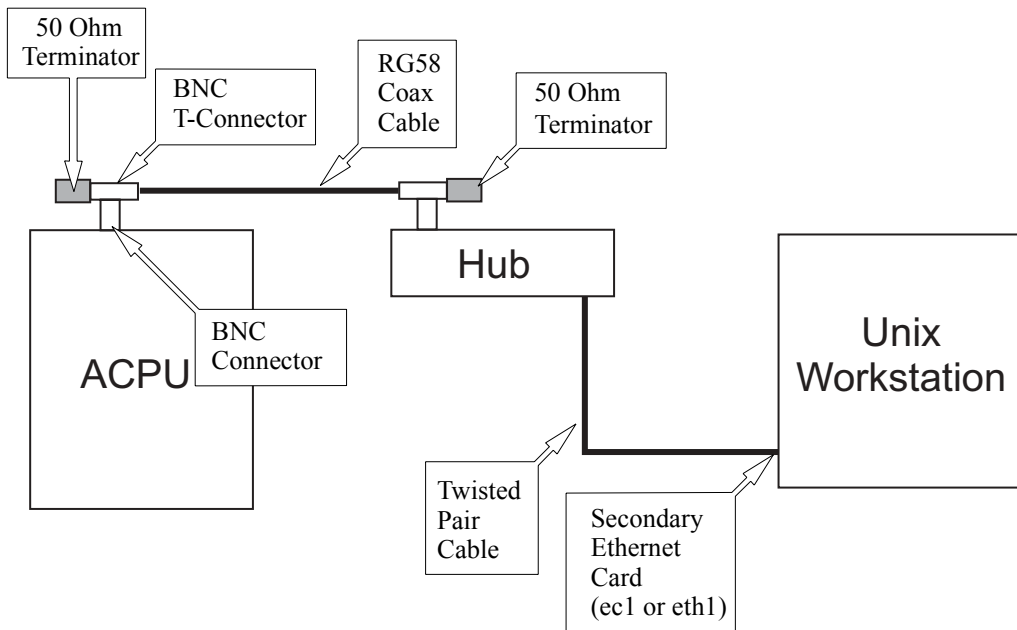 50 Ohm
Terminator
BNC
T-Connector
RG58
Coax
Cable
50 Ohm
Terminator
Hub
BNC
Connector
ACPU
Unix
Workstation
Twisted
Pair
Cable
Secondary
Ethernet
Card
(ec1 or eth1)